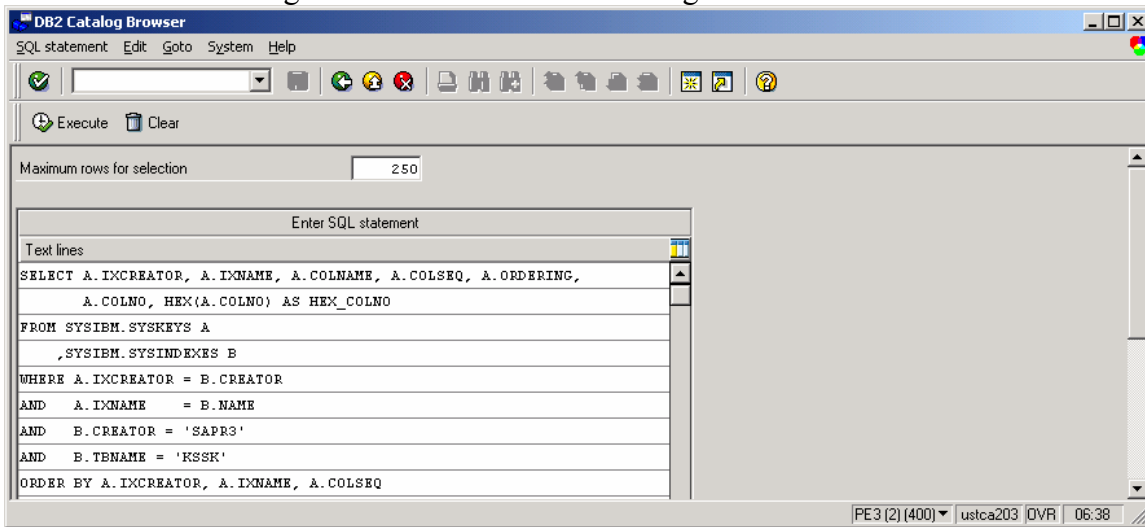 DB2 Catalog Browser
SQL statement Edit Goto System Help
Execute Clear
Maximum rows for selection 250
Enter SQL statement
Text lines
SELECT A.IXCREATOR, A.IXNAME, A.COLNAME, A.COLSEQ, A.ORDERING,
A.COLNO, HEX(A.COLNO) AS HEX_COLNO
FROM SYSIBM.SYSKEYS A
,SYSIBM.SYSINDEXES B
WHERE A.IXCREATOR = B.CREATOR
AND A.IXNAME = B.NAME
AND B.CREATOR = 'SAPR3'
AND B.TBNAME = 'KSSK'
ORDER BY A.IXCREATOR, A.IXNAME, A.COLSEQ
PE3 (2) (400) ustca203 OVR 06:38